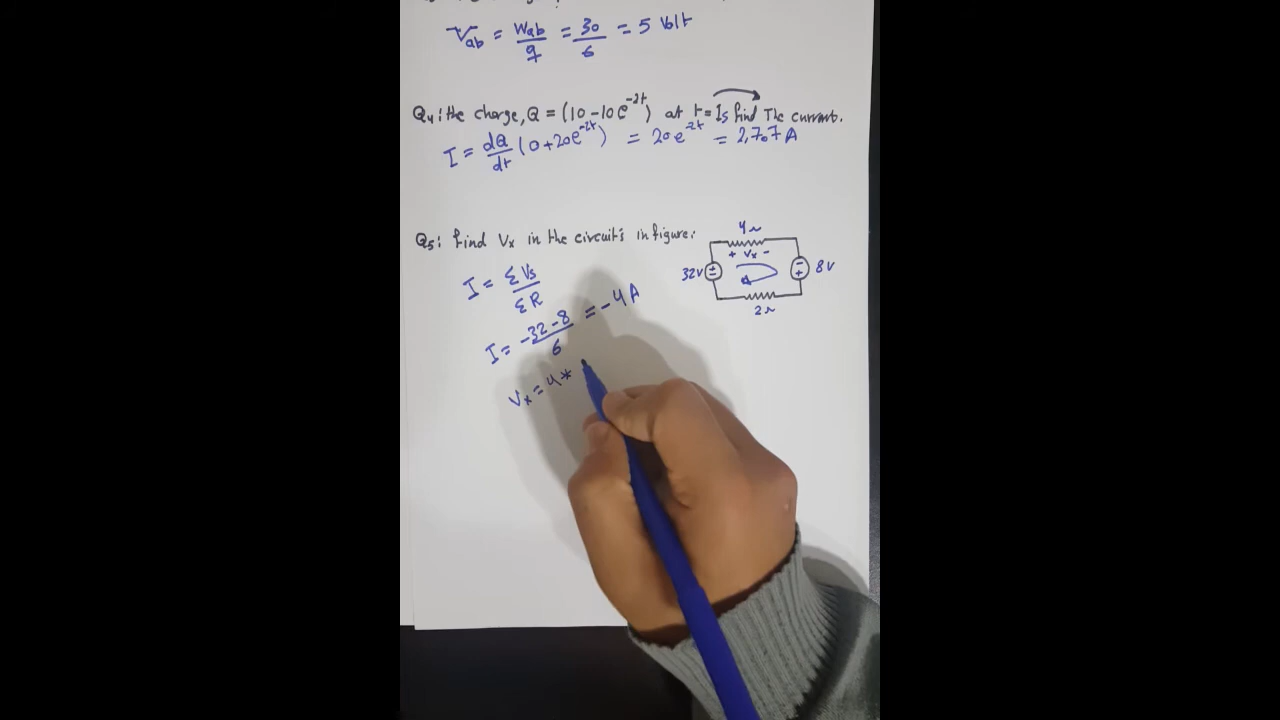 Vab = Wab/q = 30/6 = 5 Volt
Q4: the charge, Q = (10-10e^-2t) at t=1s find The current.
I = dQ/dt (0+20e^-2t) = 20e^-2t = 2,707 A
Q5: find Vx in the circuit's in figure:
I = ΣVs/ΣR
I = -32-8/6 = -4 A
Vx = 4*
4Ω
+ Vx -
32V
8V
2Ω